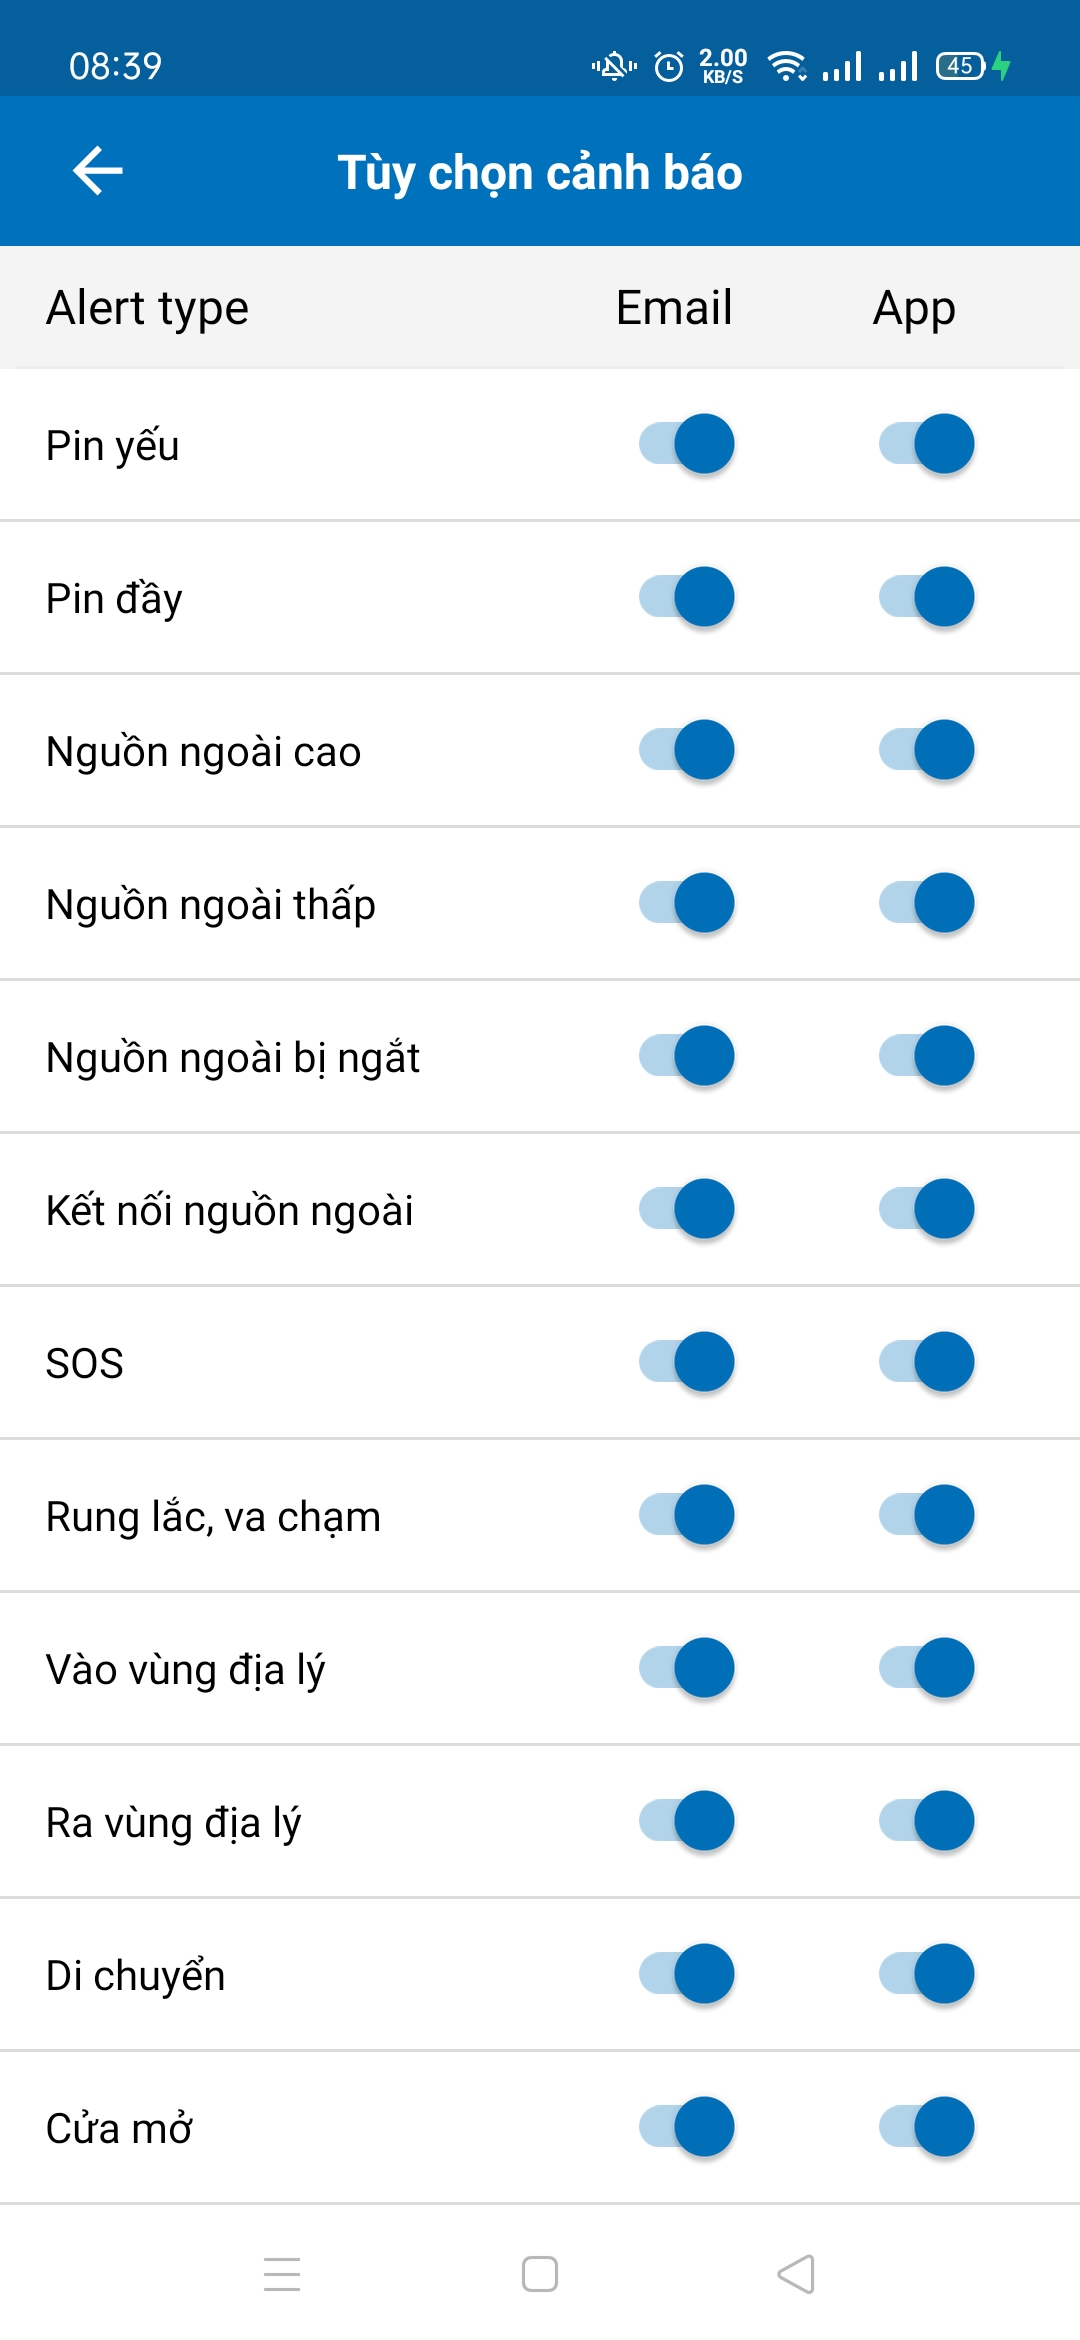 08:39 2.00 KB/S 45
Tùy chọn cảnh báo
Alert type Email App
Pin yếu
Pin đầy
Nguồn ngoài cao
Nguồn ngoài thấp
Nguồn ngoài bị ngắt
Kết nối nguồn ngoài
SOS
Rung lắc, va chạm
Vào vùng địa lý
Ra vùng địa lý
Di chuyển
Cửa mở